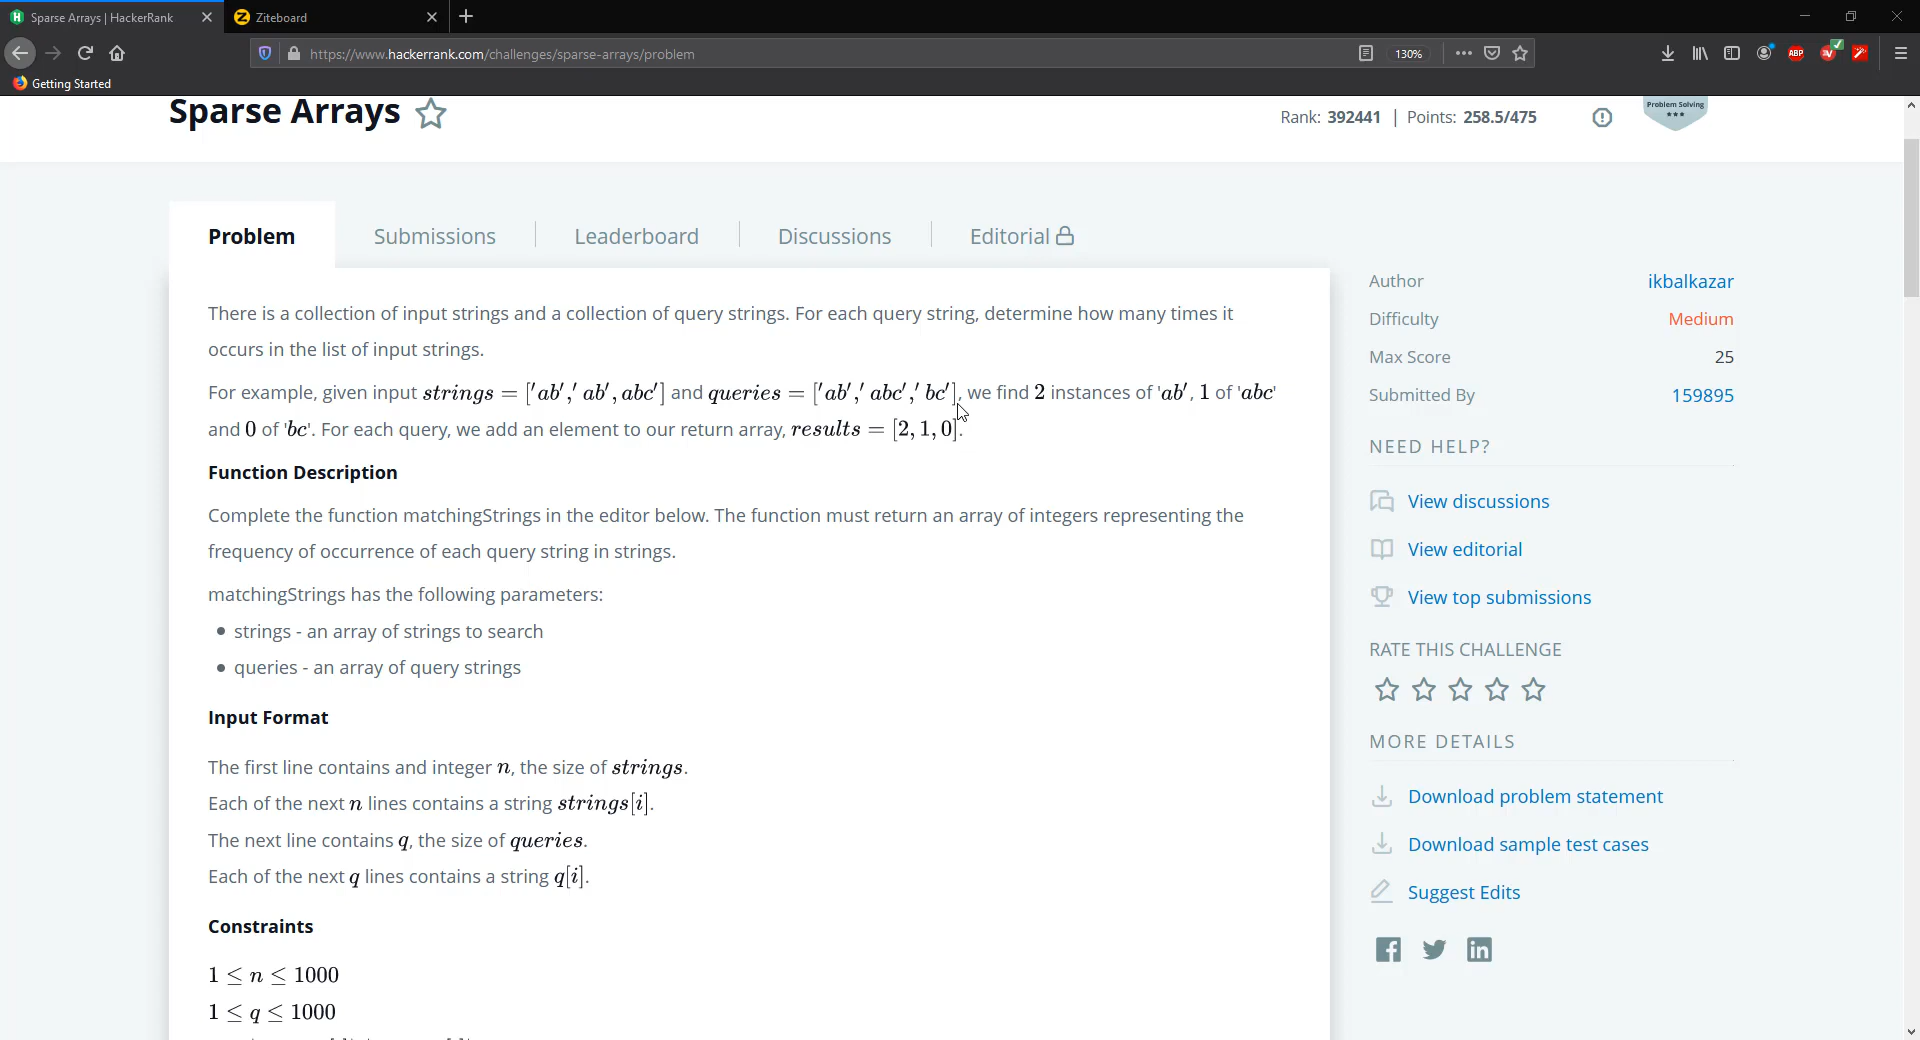 Sparse Arrays | HackerRank
Ziteboard
https://www.hackerrank.com/challenges/sparse-arrays/problem
130%
ABP
Getting Started
Sparse Arrays
Rank: 392441 | Points: 258.5/475
Problem Solving
Problem
Submissions
Leaderboard
Discussions
Editorial
There is a collection of input strings and a collection of query strings. For each query string, determine how many times it
occurs in the list of input strings.
For example, given input strings = ['ab',' ab', abc'] and queries = ['ab',' abc',' bc'], we find 2 instances of 'ab', 1 of 'abc'
and 0 of 'bc'. For each query, we add an element to our return array, results = [2, 1, 0].
Function Description
Complete the function matchingStrings in the editor below. The function must return an array of integers representing the
frequency of occurrence of each query string in strings.
matchingStrings has the following parameters:
• strings - an array of strings to search
• queries - an array of query strings
Input Format
The first line contains and integer n, the size of strings.
Each of the next n lines contains a string strings[i].
The next line contains q, the size of queries.
Each of the next q lines contains a string q[i].
Constraints
1 ≤ n ≤ 1000
1 ≤ q ≤ 1000
Author ikbalkazar
Difficulty Medium
Max Score 25
Submitted By 159895
NEED HELP?
View discussions
View editorial
View top submissions
RATE THIS CHALLENGE
MORE DETAILS
Download problem statement
Download sample test cases
Suggest Edits